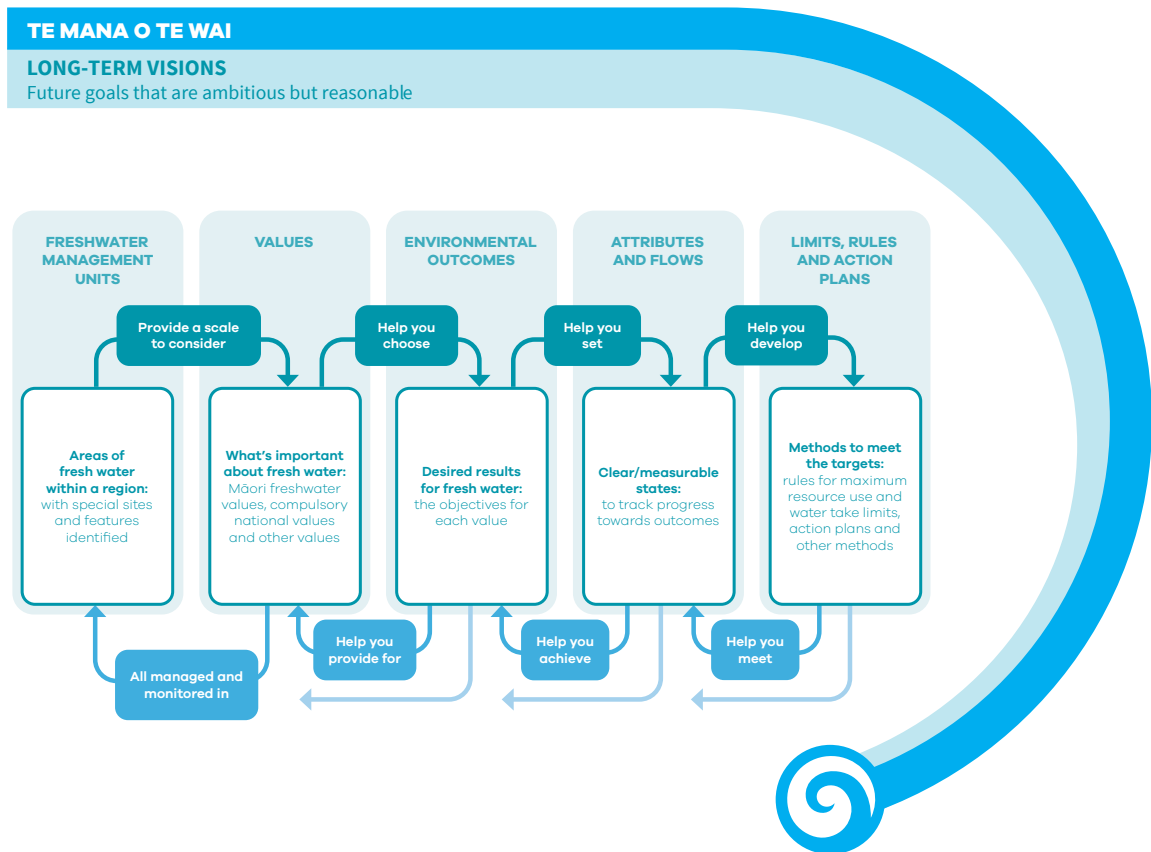 TE MANA O TE WAI
LONG-TERM VISIONS
Future goals that are ambitious but reasonable
FRESHWATER
MANAGEMENT
UNITS
VALUES
ENVIRONMENTAL
OUTCOMES
ATTRIBUTES
AND FLOWS
LIMITS, RULES
AND ACTION
PLANS
Provide a scale
to consider
Help you
choose
Help you
set
Help you
develop
Areas of
fresh water
within a region:
with special sites
and features
identified
What's important
about fresh water:
Māori freshwater
values, compulsory
national values
and other values
Desired results
for fresh water:
the objectives for
each value
Clear/measurable
states:
to track progress
towards outcomes
Methods to meet
the targets:
rules for maximum
resource use and
water take limits,
action plans and
other methods
All managed and
monitored in
Help you
provide for
Help you
achieve
Help you
meet